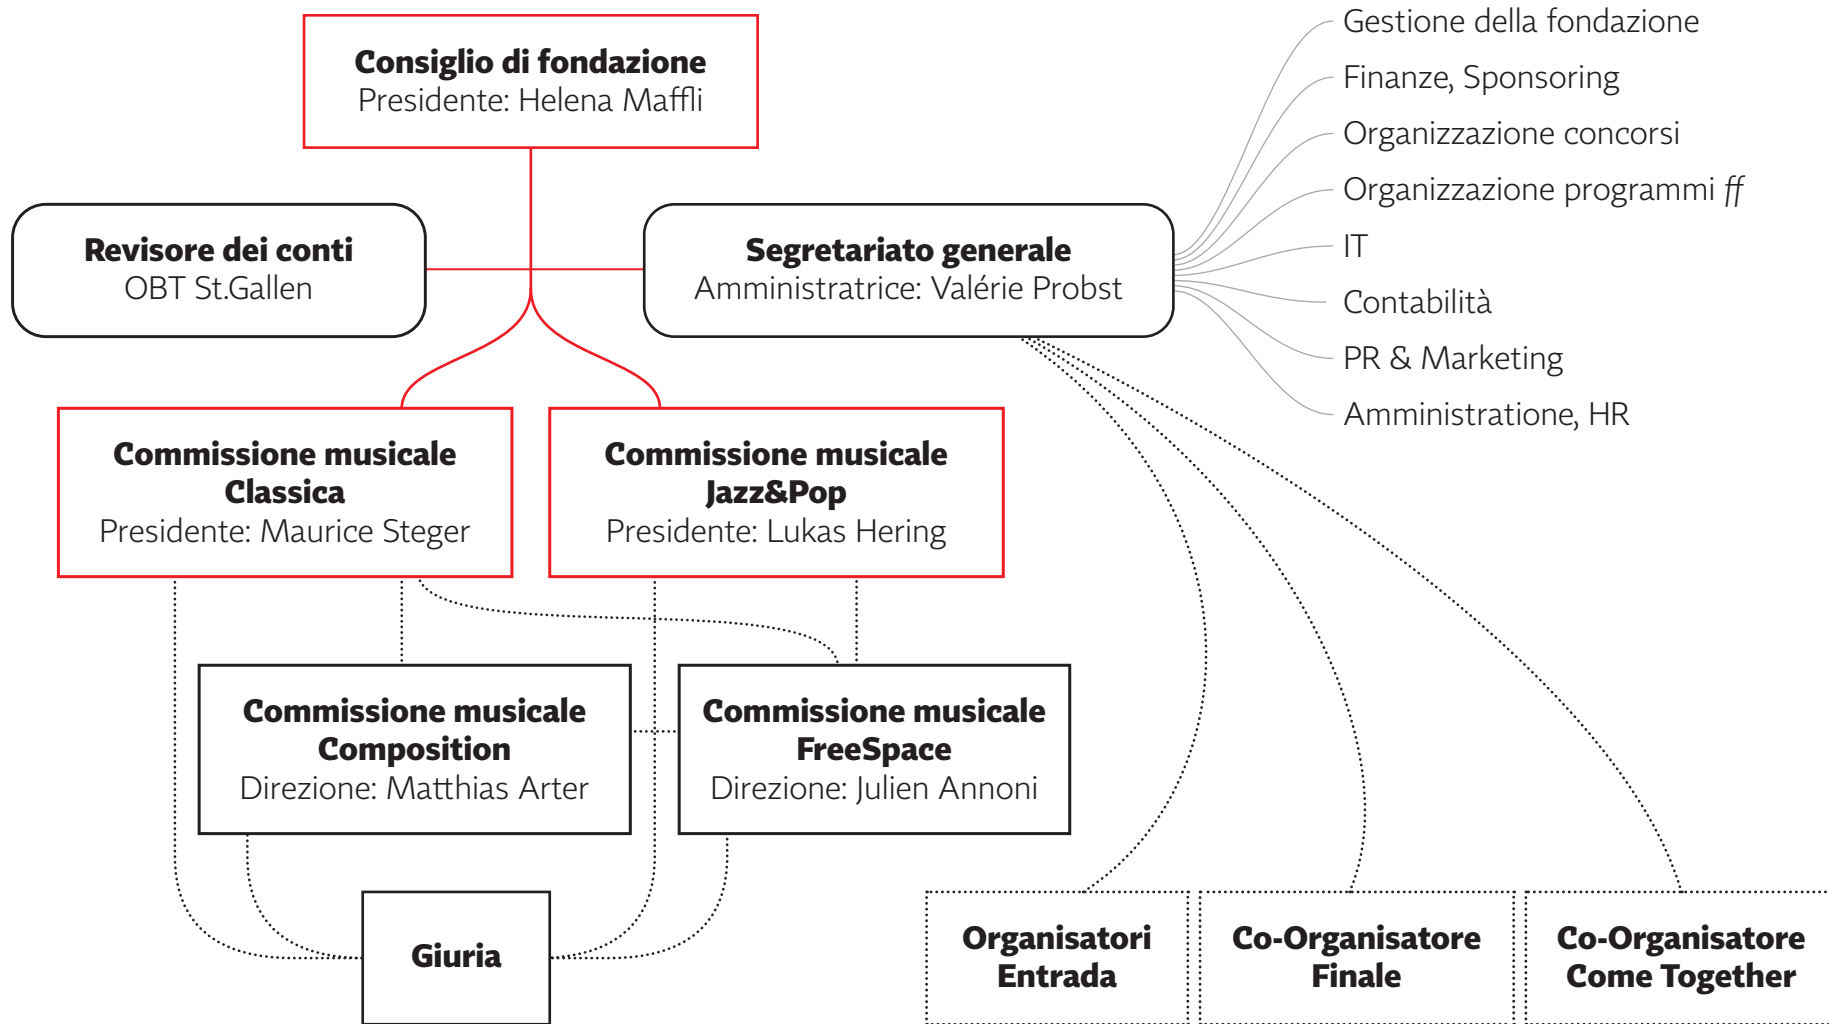 Consiglio di fondazione
Presidente: Helena Maffli
Gestione della fondazione
Finanze, Sponsoring
Organizzazione concorsi
Organizzazione programmi ff
IT
Contabilità
PR & Marketing
Amministratione, HR
Revisore dei conti
OBT St.Gallen
Segretariato generale
Amministratrice: Valérie Probst
Commissione musicale
Classica
Presidente: Maurice Steger
Commissione musicale
Jazz&Pop
Presidente: Lukas Hering
Commissione musicale
Composition
Direzione: Matthias Arter
Commissione musicale
FreeSpace
Direzione: Julien Annoni
Giuria
Organisatori
Entrada
Co-Organisatore
Finale
Co-Organisatore
Come Together